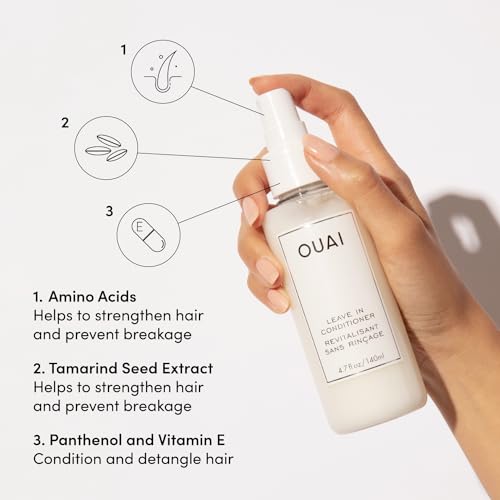 1
2
3
E
OUAI
LEAVE IN
CONDITIONER
REVITALISANT
SANS RINÇAGE
4.7 fl oz/140ml
1. Amino Acids
Helps to strengthen hair
and prevent breakage
2. Tamarind Seed Extract
Helps to strengthen hair
and prevent breakage
3. Panthenol and Vitamin E
Condition and detangle hair